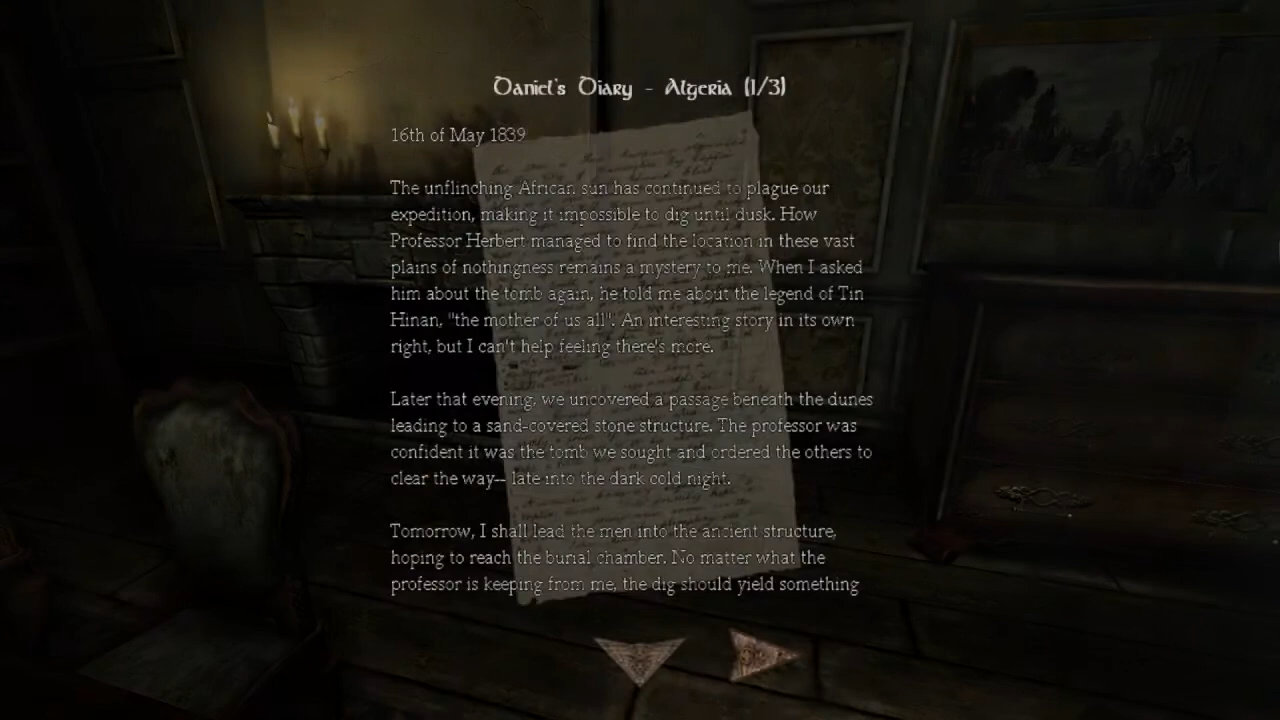 Daniel's Diary - Algeria (1/3)
16th of May 1839
The unflinching African sun has continued to plague our
expedition, making it impossible to dig until dusk. How
Professor Herbert managed to find the location in these vast
plains of nothingness remains a mystery to me. When I asked
him about the tomb again, he told me about the legend of Tin
Hinan, "the mother of us all". An interesting story in its own
right, but I can't help feeling there's more.
Later that evening, we uncovered a passage beneath the dunes
leading to a sand-covered stone structure. The professor was
confident it was the tomb we sought and ordered the others to
clear the way-- late into the dark cold night.
Tomorrow, I shall lead the men into the ancient structure,
hoping to reach the burial chamber. No matter what the
professor is keeping from me, the dig should yield something